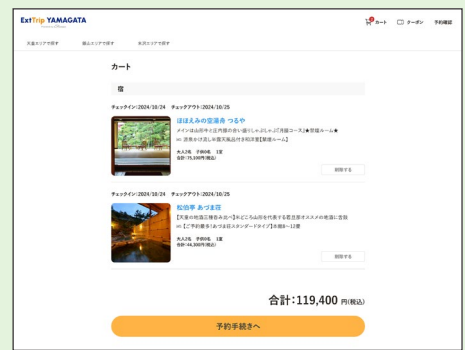 ExtTrip YAMAGATA
カート
クーポン
予約確認
天童エリアで探す
蔵王エリアで探す
米沢エリアで探す
カート
宿
チェックイン:2024/10/24 チェックアウト:2024/10/25
ほほえみの空湯舟 つるや
大人2名 子供0名 1室
合計:75,100円(税込)
削除する
チェックイン:2024/10/24 チェックアウト:2024/10/25
松伯亭 あづま荘
大人2名 子供0名 1室
合計:44,300円(税込)
削除する
合計:119,400 円(税込)
予約手続きへ